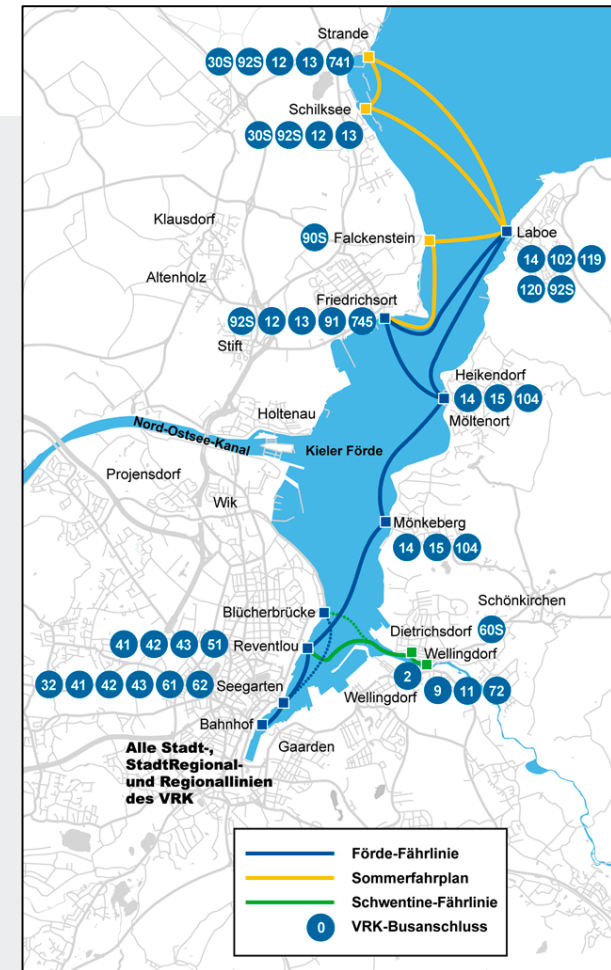 Strande
30S 92S 12 13 741
Schilksee
30S 92S 12 13
Klausdorf
90S Falckenstein
Laboe
14 102 119
120 92S
Altenholz
Friedrichsort
92S 12 13 91 745
Stift
Heikendorf
14 15 104
Möltenort
Holtenau
Nord-Ostsee-Kanal
Kieler Förde
Projensdorf
Wik
Mönkeberg
14 15 104
Schönkirchen
Blücherbrücke
Dietrichsdorf 60S
41 42 43 51
Reventlou
Wellingdorf
2
9 11 72
32 41 42 43 61 62
Seegarten
Wellingdorf
Bahnhof
Gaarden
Alle Stadt-,
StadtRegional-
und Regionallinien
des VRK
Förde-Fährlinie
Sommerfahrplan
Schwentine-Fährlinie
0 VRK-Busanschluss